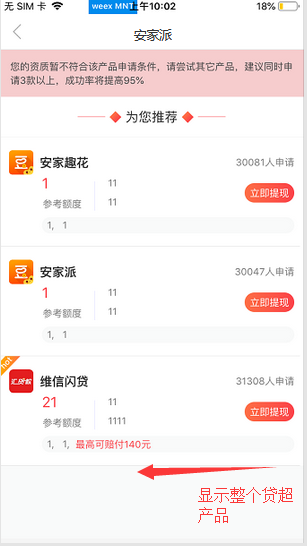 无 SIM 卡 weex MNT 上午10:02 18%
安家派
您的资质暂不符合该产品申请条件，请尝试其它产品，建议同时申
请3款以上，成功率将提高95%
为您推荐
安家趣花 30081人申请
1 11
参考额度 11
立即提现
1， 1
安家派 30047人申请
1 11
参考额度 11
立即提现
1， 1
hot
汇贷款
维信闪贷 31308人申请
21 11
参考额度 1111
立即提现
1， 1，最高可赔付140元
显示整个贷超
产品